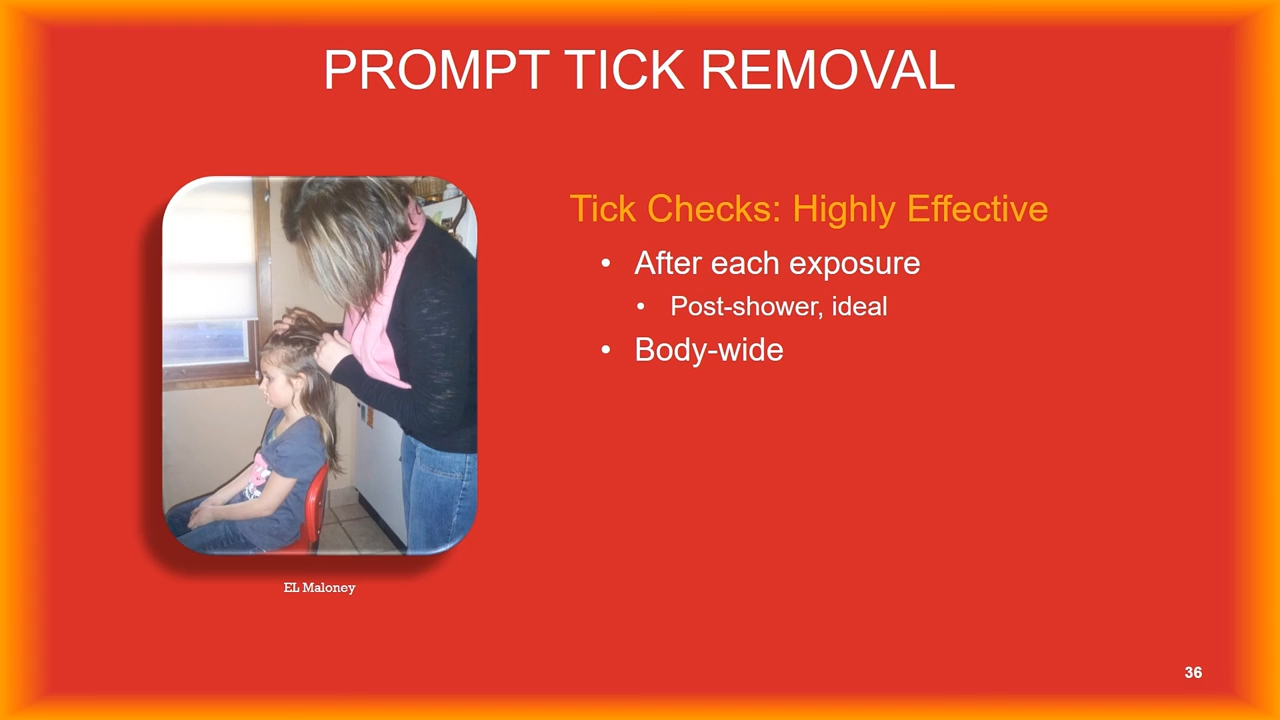 PROMPT TICK REMOVAL
Tick Checks: Highly Effective
• After each exposure
• Post-shower, ideal
• Body-wide
EL Maloney
36